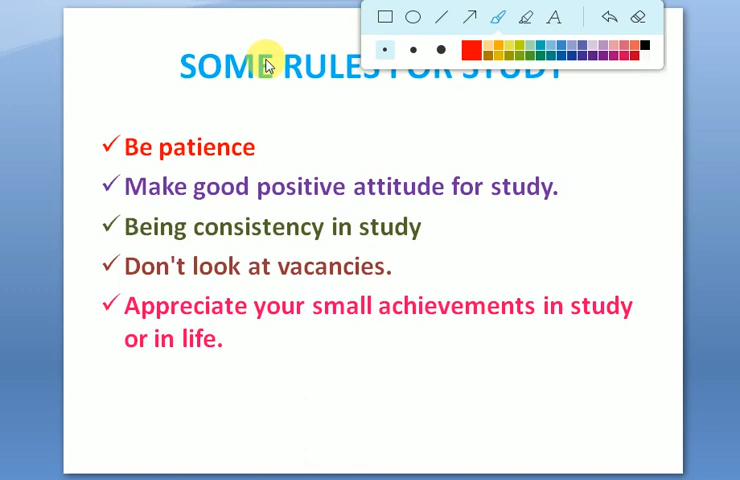 SOME RULES FOR STUDY
Be patience
Make good positive attitude for study.
Being consistency in study
Don't look at vacancies.
Appreciate your small achievements in study
or in life.